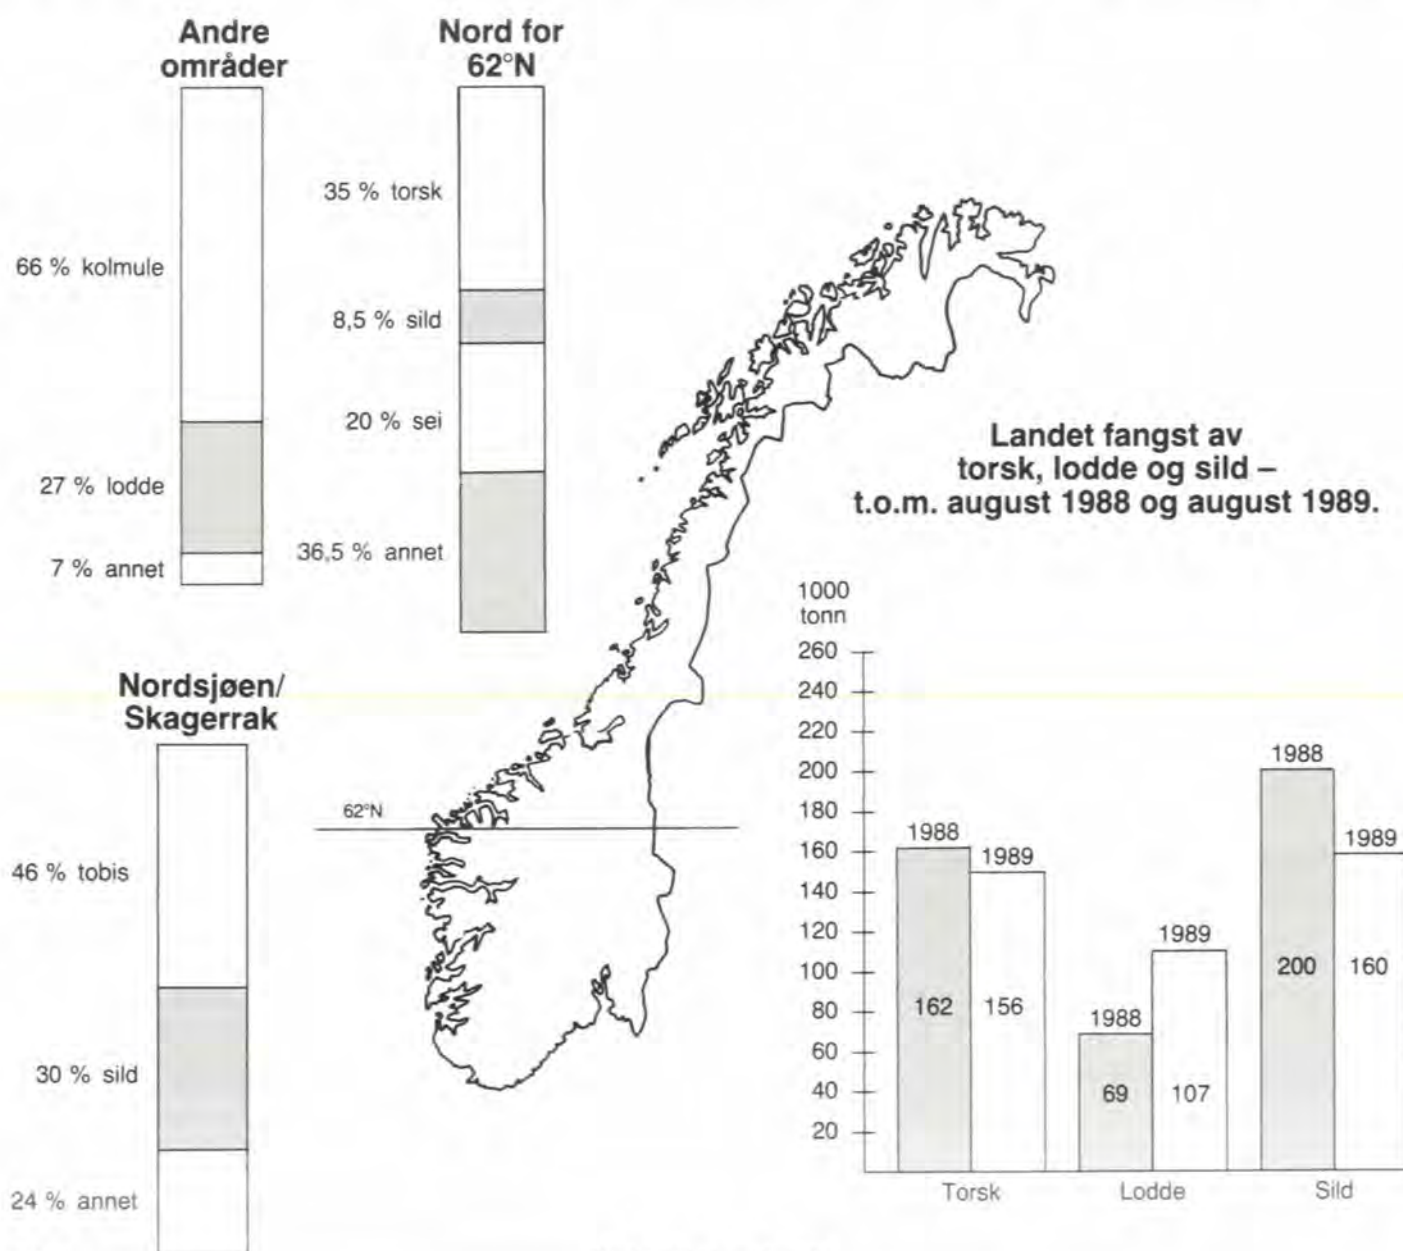 Andre
områder
66 % kolmule
27 % lodde
7 % annet
Nord for
62°N
35 % torsk
8,5 % sild
20 % sei
36,5 % annet
Nordsjøen/
Skagerrak
46 % tobis
30 % sild
24 % annet
62°N
Landet fangst av
torsk, lodde og sild –
t.o.m. august 1988 og august 1989.
1000
tonn
260
240
220
200
180
160
140
120
100
80
60
40
20
1988
1989
162
156
Torsk
1988
1989
69
107
Lodde
1988
1989
200
160
Sild